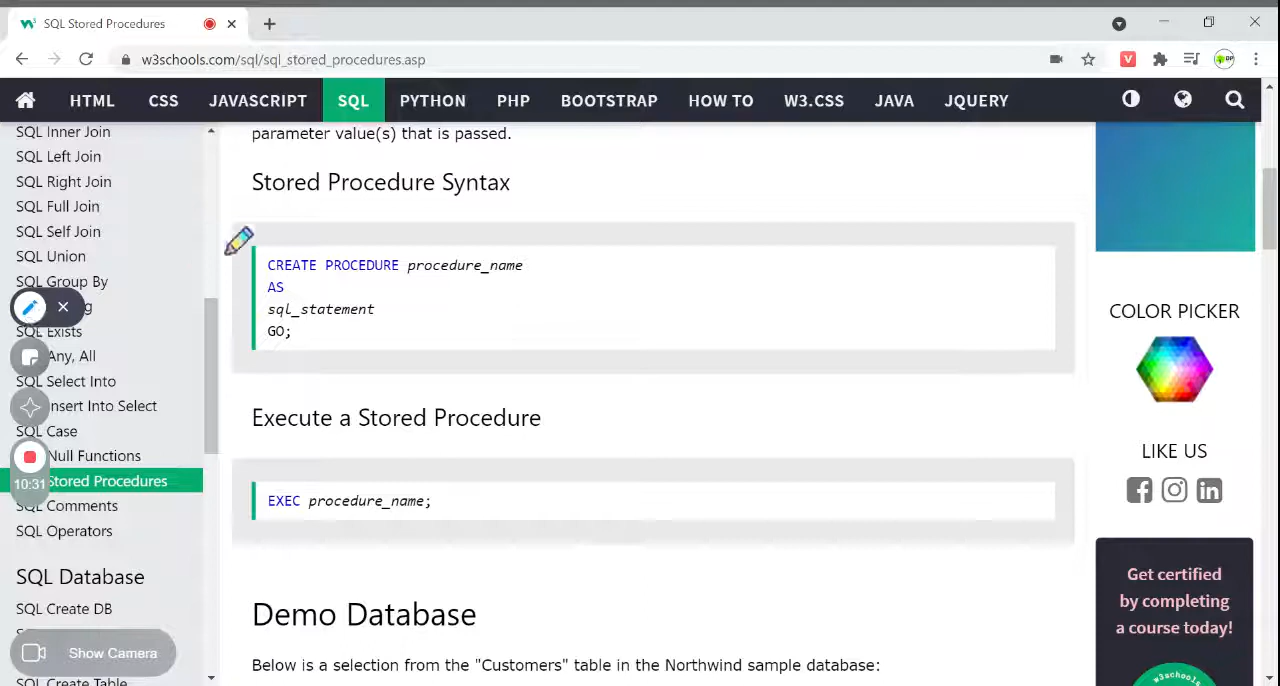 SQL Stored Procedures
w3schools.com/sql/sql_stored_procedures.asp
HTML CSS JAVASCRIPT SQL PYTHON PHP BOOTSTRAP HOW TO W3.CSS JAVA JQUERY
SQL Inner Join
SQL Left Join
SQL Right Join
SQL Full Join
SQL Self Join
SQL Union
SQL Group By
g
SQL Exists
Any, All
SQL Select Into
nsert Into Select
SQL Case
Null Functions
10:31
Stored Procedures
SQL Comments
SQL Operators
SQL Database
SQL Create DB
Show Camera
SQL Create Table
parameter value(s) that is passed.
Stored Procedure Syntax
CREATE PROCEDURE procedure_name
AS
sql_statement
GO;
Execute a Stored Procedure
EXEC procedure_name;
Demo Database
Below is a selection from the "Customers" table in the Northwind sample database:
COLOR PICKER
LIKE US
Get certified
by completing
a course today!
w3schools.com